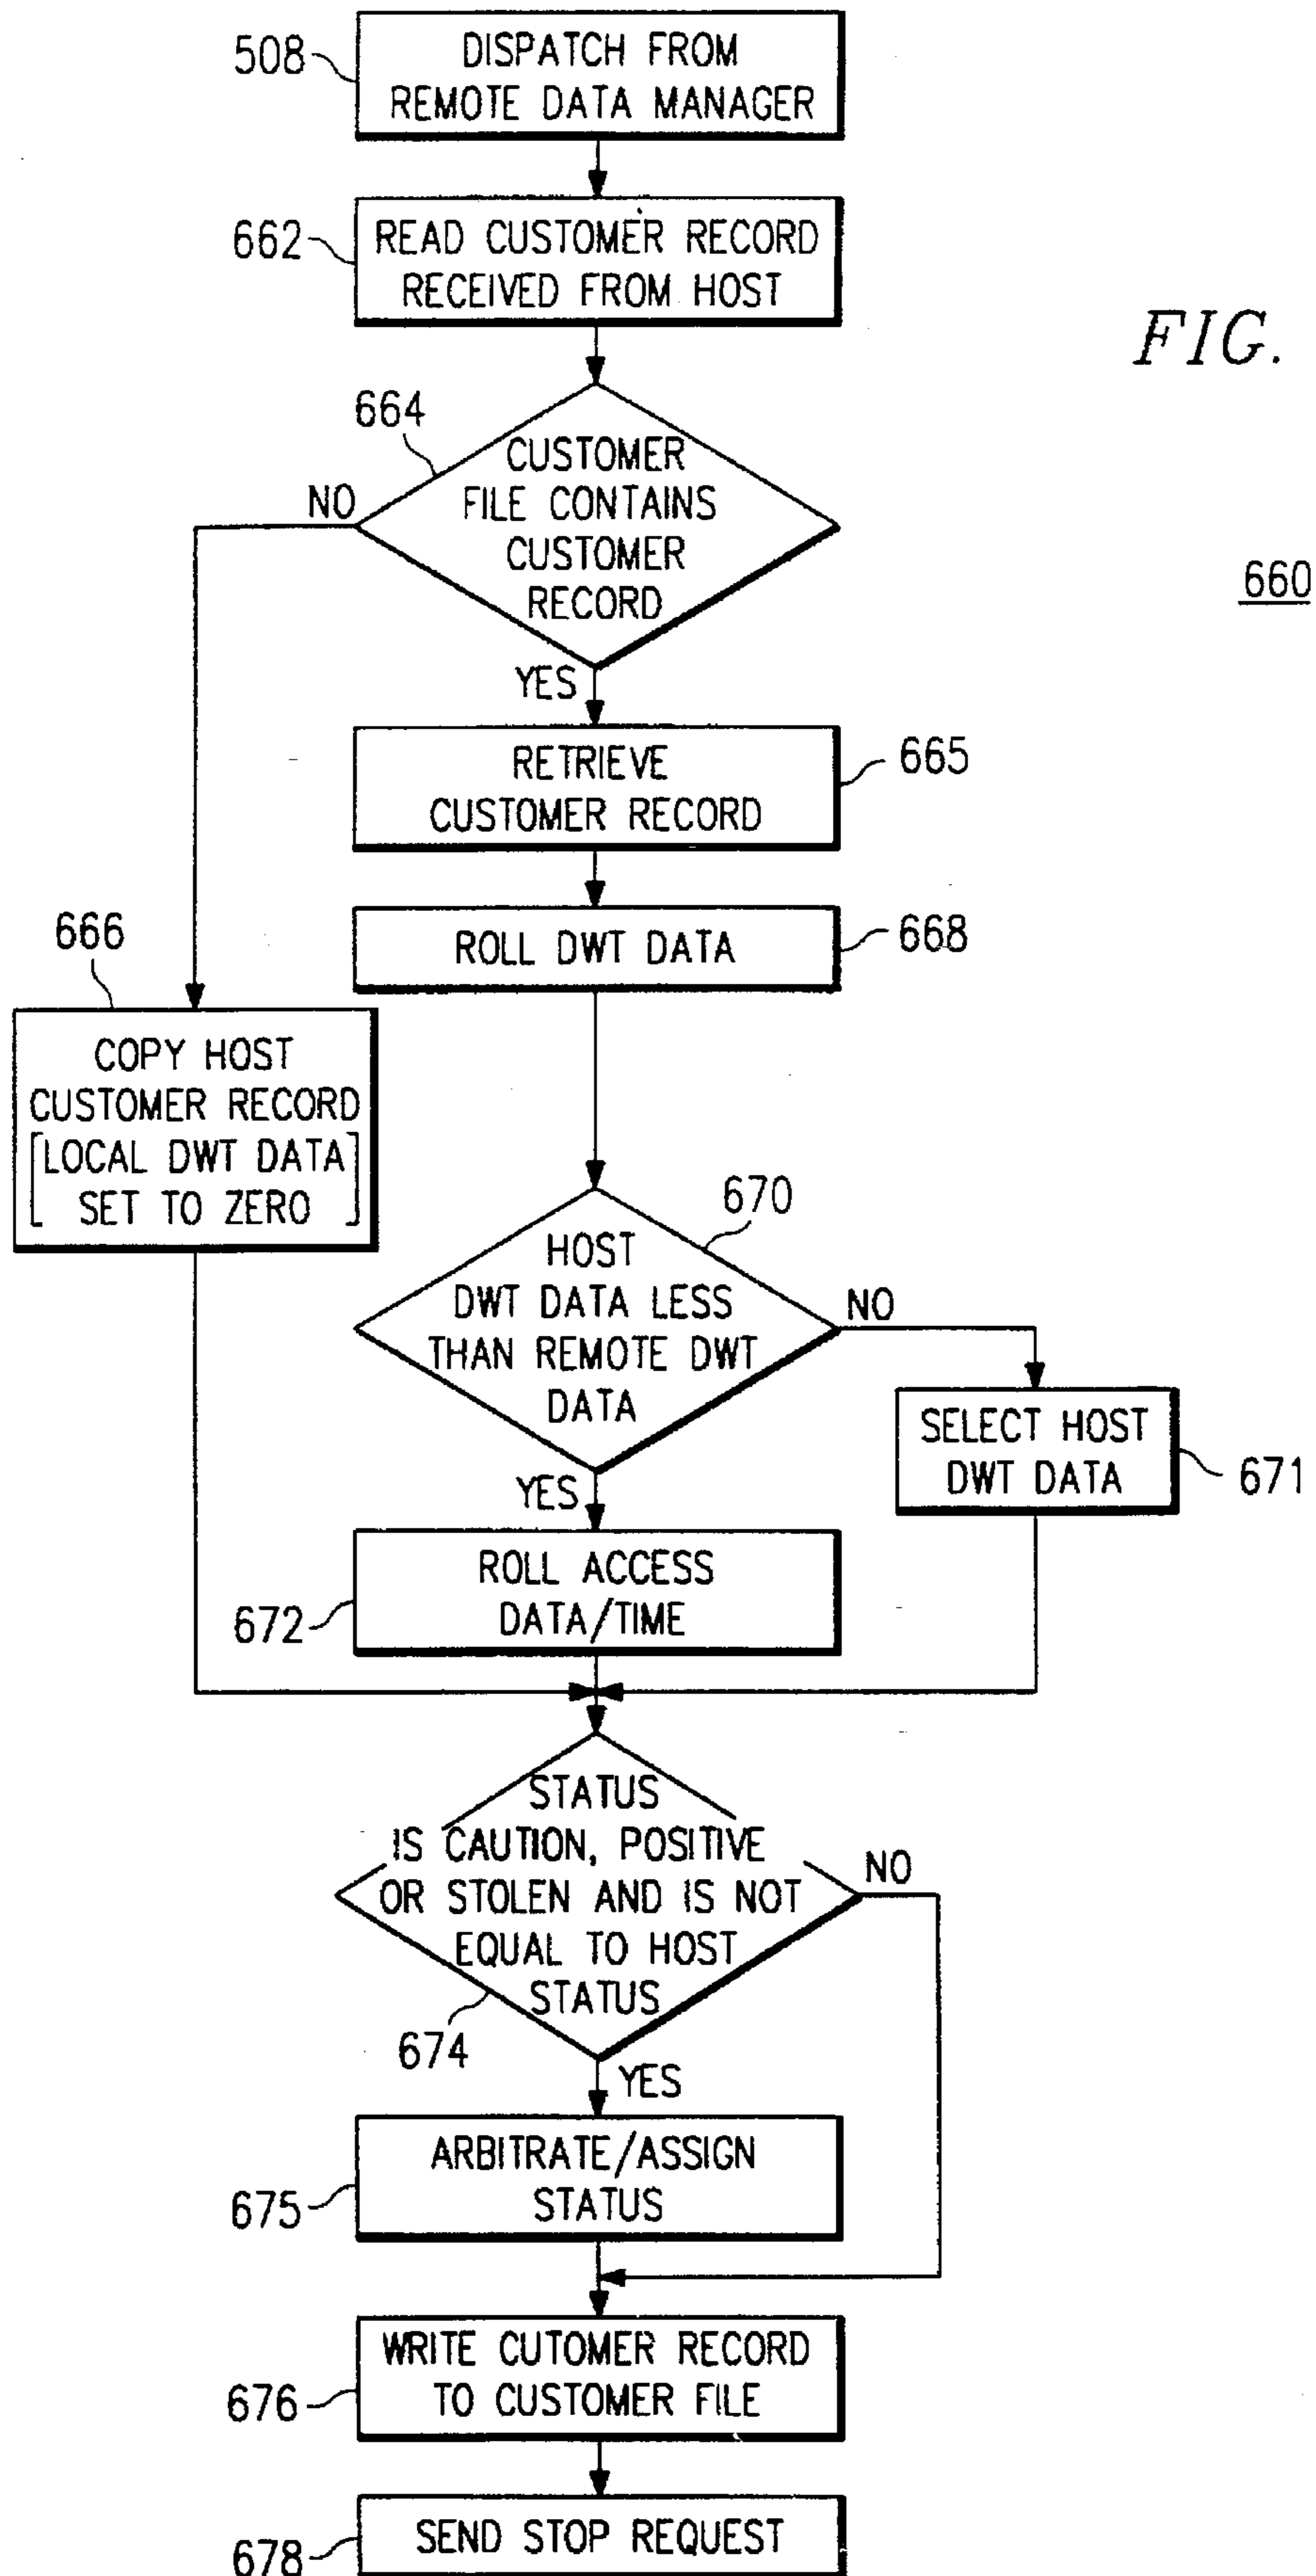 508
DISPATCH FROM
REMOTE DATA MANAGER
662
READ CUSTOMER RECORD
RECEIVED FROM HOST
FIG.
664
CUSTOMER
FILE CONTAINS
CUSTOMER
RECORD
NO
660
YES
RETRIEVE
CUSTOMER RECORD
665
ROLL DWT DATA
668
666
COPY HOST
CUSTOMER RECORD
[LOCAL DWT DATA
SET TO ZERO]
670
HOST
DWT DATA LESS
THAN REMOTE DWT
DATA
NO
SELECT HOST
DWT DATA
671
YES
ROLL ACCESS
DATA/TIME
672
STATUS
IS CAUTION, POSITIVE
OR STOLEN AND IS NOT
EQUAL TO HOST
STATUS
NO
674
YES
ARBITRATE/ASSIGN
STATUS
675
WRITE CUTOMER RECORD
TO CUSTOMER FILE
676
SEND STOP REQUEST
678